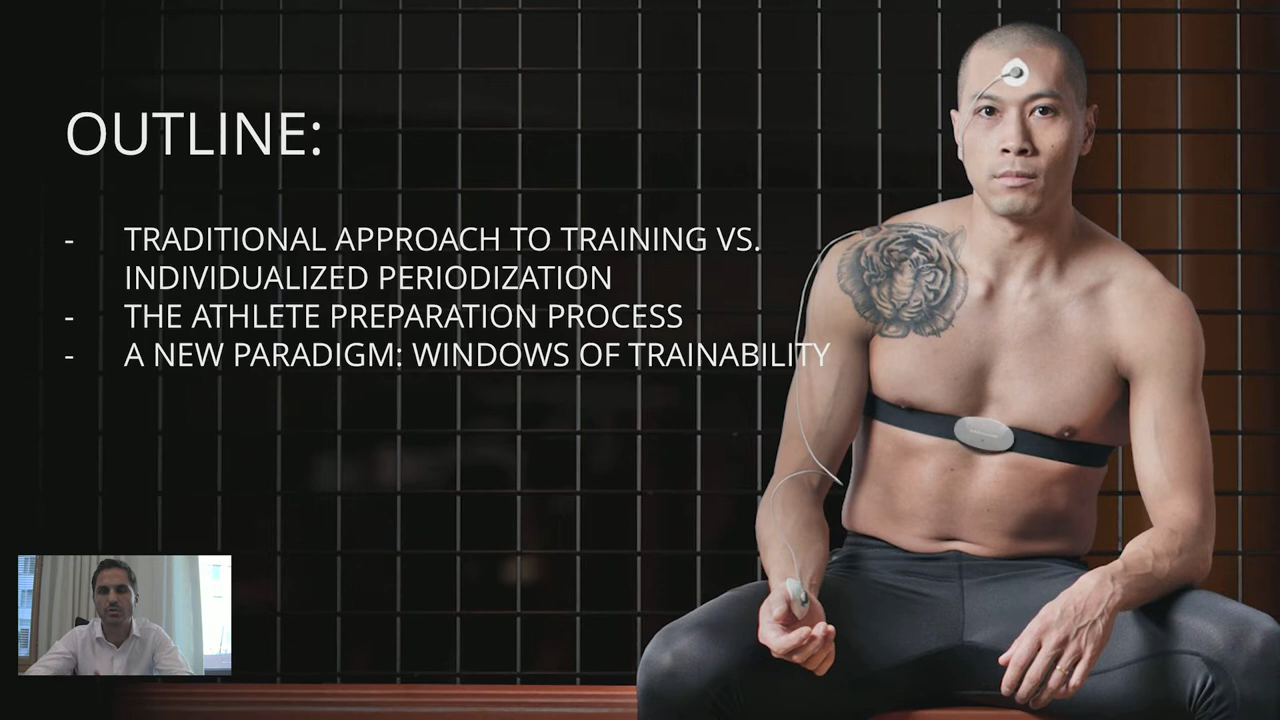 OUTLINE:
- TRADITIONAL APPROACH TO TRAINING VS.
INDIVIDUALIZED PERIODIZATION
- THE ATHLETE PREPARATION PROCESS
- A NEW PARADIGM: WINDOWS OF TRAINABILITY